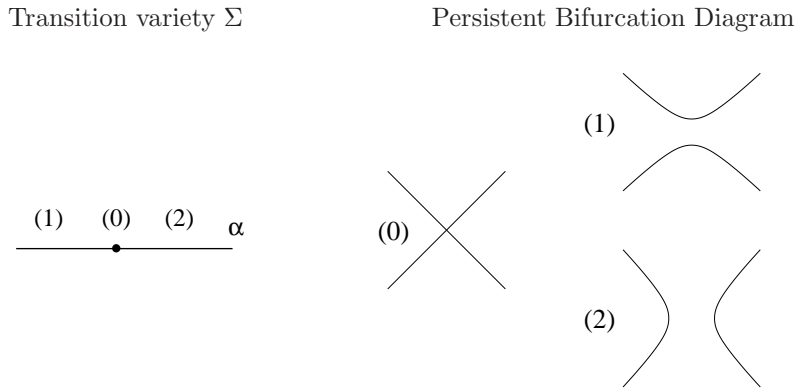 Transition variety Σ
Persistent Bifurcation Diagram
(1) (0) (2) α
(0)
(1)
(2)